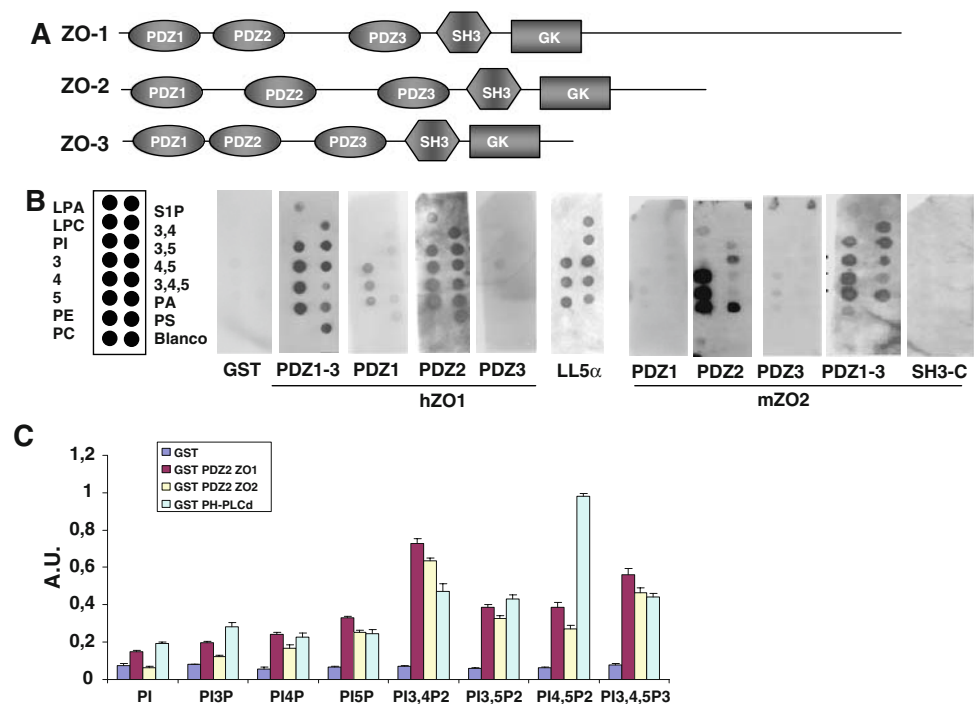 A
ZO-1
PDZ1 PDZ2 PDZ3 SH3 GK
ZO-2
PDZ1 PDZ2 PDZ3 SH3 GK
ZO-3
PDZ1 PDZ2 PDZ3 SH3 GK
B
LPA
LPC
PI
3
4
5
PE
PC
S1P
3,4
3,5
4,5
3,4,5
PA
PS
Blanco
GST PDZ1-3 PDZ1 PDZ2 PDZ3 LL5α PDZ1 PDZ2 PDZ3 PDZ1-3 SH3-C
hZO1 mZO2
C
GST
GST PDZ2 ZO1
GST PDZ2 ZO2
GST PH-PLCd
A.U.
1,2
1
0,8
0,6
0,4
0,2
0
PI PI3P PI4P PI5P PI3,4P2 PI3,5P2 PI4,5P2 PI3,4,5P3